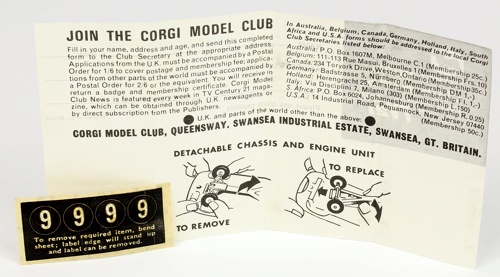 JOIN THE CORGI MODEL CLUB
Fill in your name, address and age, and send this completed
form to the Club Secretary at the appropriate address.
Applications from the U.K. must be accompanied by a Postal
Order for 1.6 to cover postage and membership fee; applica-
tions from other parts of the world must be accompanied by
a Postal Order for 2.6 or the equivalent. You will receive in
return a badge and membership certificate. Corgi Model
Club News is featured every week in TV Century 21 maga-
zine, which can be obtained through U.K. newsagents or
by direct subscription from the Publishers.
In Australia, Belgium, Canada, Germany, Holland, Italy, South
Africa and U.S.A. forms should be addressed to the local Corgi
Club Secretaries listed below:
Australia: P.O. Box 1607M, Melbourne C.1 (Membership 25c.)
Belgium: 111-113 Rue Masui, Bruxelles (Membership Frs.10)
Canada: 234 Torysork Drive, Weston, Ontario (Membership 50c.)
Germany: Badstrasse 5, Nürnberg (Membership DM.1,-)
Holland: Herengracht 25, Amsterdam (Membership Fl. 1,-)
Italy: Via Disciplini 7, Milano (303) (Membership L.150)
S. Africa: P.O. Box 6024, Johannesburg (Membership R. 0.25)
U.S.A.: 14 Industrial Road, Pequannock, New Jersey 07440
(Membership 50c.)
U.K. and parts of the world other than the above:
CORGI MODEL CLUB, QUEENSWAY, SWANSEA INDUSTRIAL ESTATE, SWANSEA, GT. BRITAIN.
DETACHABLE CHASSIS AND ENGINE UNIT
TO REPLACE
TO REMOVE
9 9 9 9
To remove required item, bend
sheet; label edge will stand up
and label can be removed.